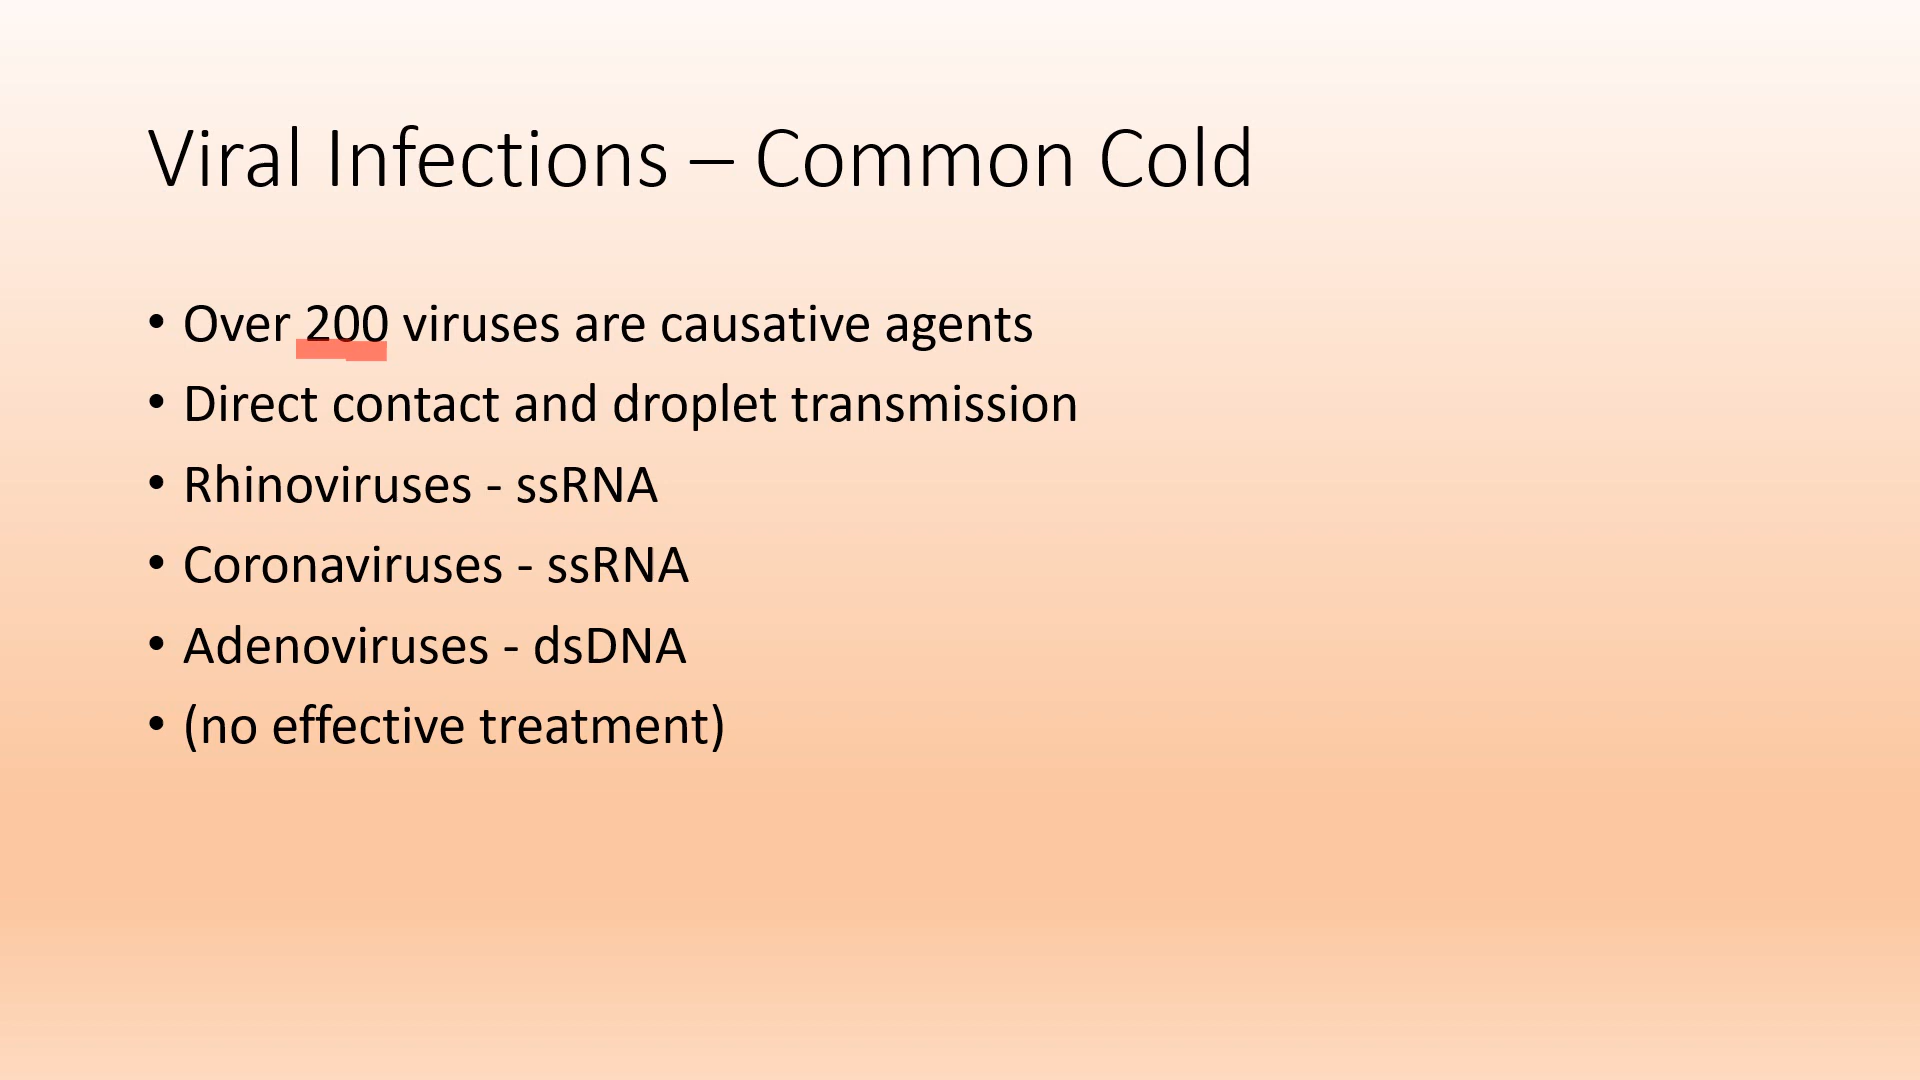 Viral Infections – Common Cold
• Over 200 viruses are causative agents
• Direct contact and droplet transmission
• Rhinoviruses - ssRNA
• Coronaviruses - ssRNA
• Adenoviruses - dsDNA
• (no effective treatment)